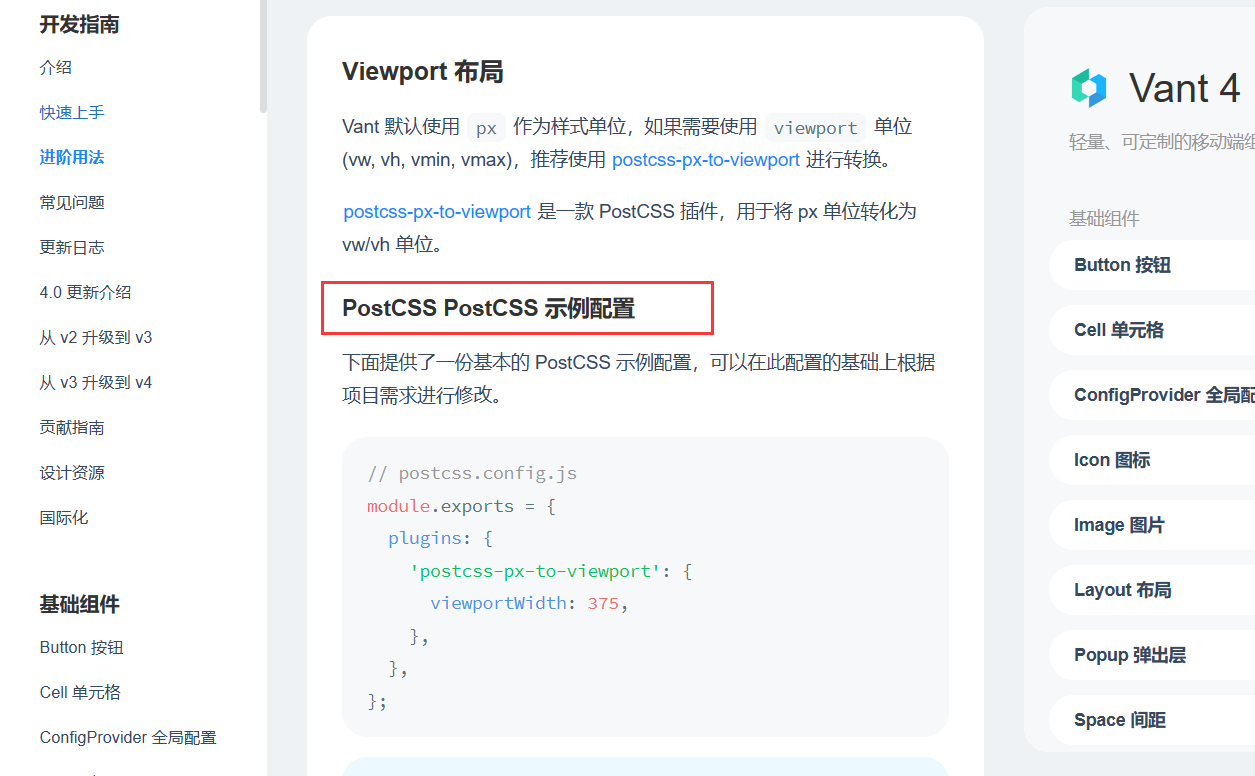 开发指南
介绍
快速上手
进阶用法
常见问题
更新日志
4.0 更新介绍
从 v2 升级到 v3
从 v3 升级到 v4
贡献指南
设计资源
国际化
基础组件
Button 按钮
Cell 单元格
ConfigProvider 全局配置
Viewport 布局
Vant 默认使用 px 作为样式单位，如果需要使用 viewport 单位
(vw, vh, vmin, vmax)，推荐使用 postcss-px-to-viewport 进行转换。
postcss-px-to-viewport 是一款 PostCSS 插件，用于将 px 单位转化为
vw/vh 单位。
PostCSS PostCSS 示例配置
下面提供了一份基本的 PostCSS 示例配置，可以在此配置的基础上根据
项目需求进行修改。
// postcss.config.js
module.exports = {
  plugins: {
    'postcss-px-to-viewport': {
      viewportWidth: 375,
    },
  },
};
Vant 4
轻量、可定制的移动端组
基础组件
Button 按钮
Cell 单元格
ConfigProvider 全局配
Icon 图标
Image 图片
Layout 布局
Popup 弹出层
Space 间距